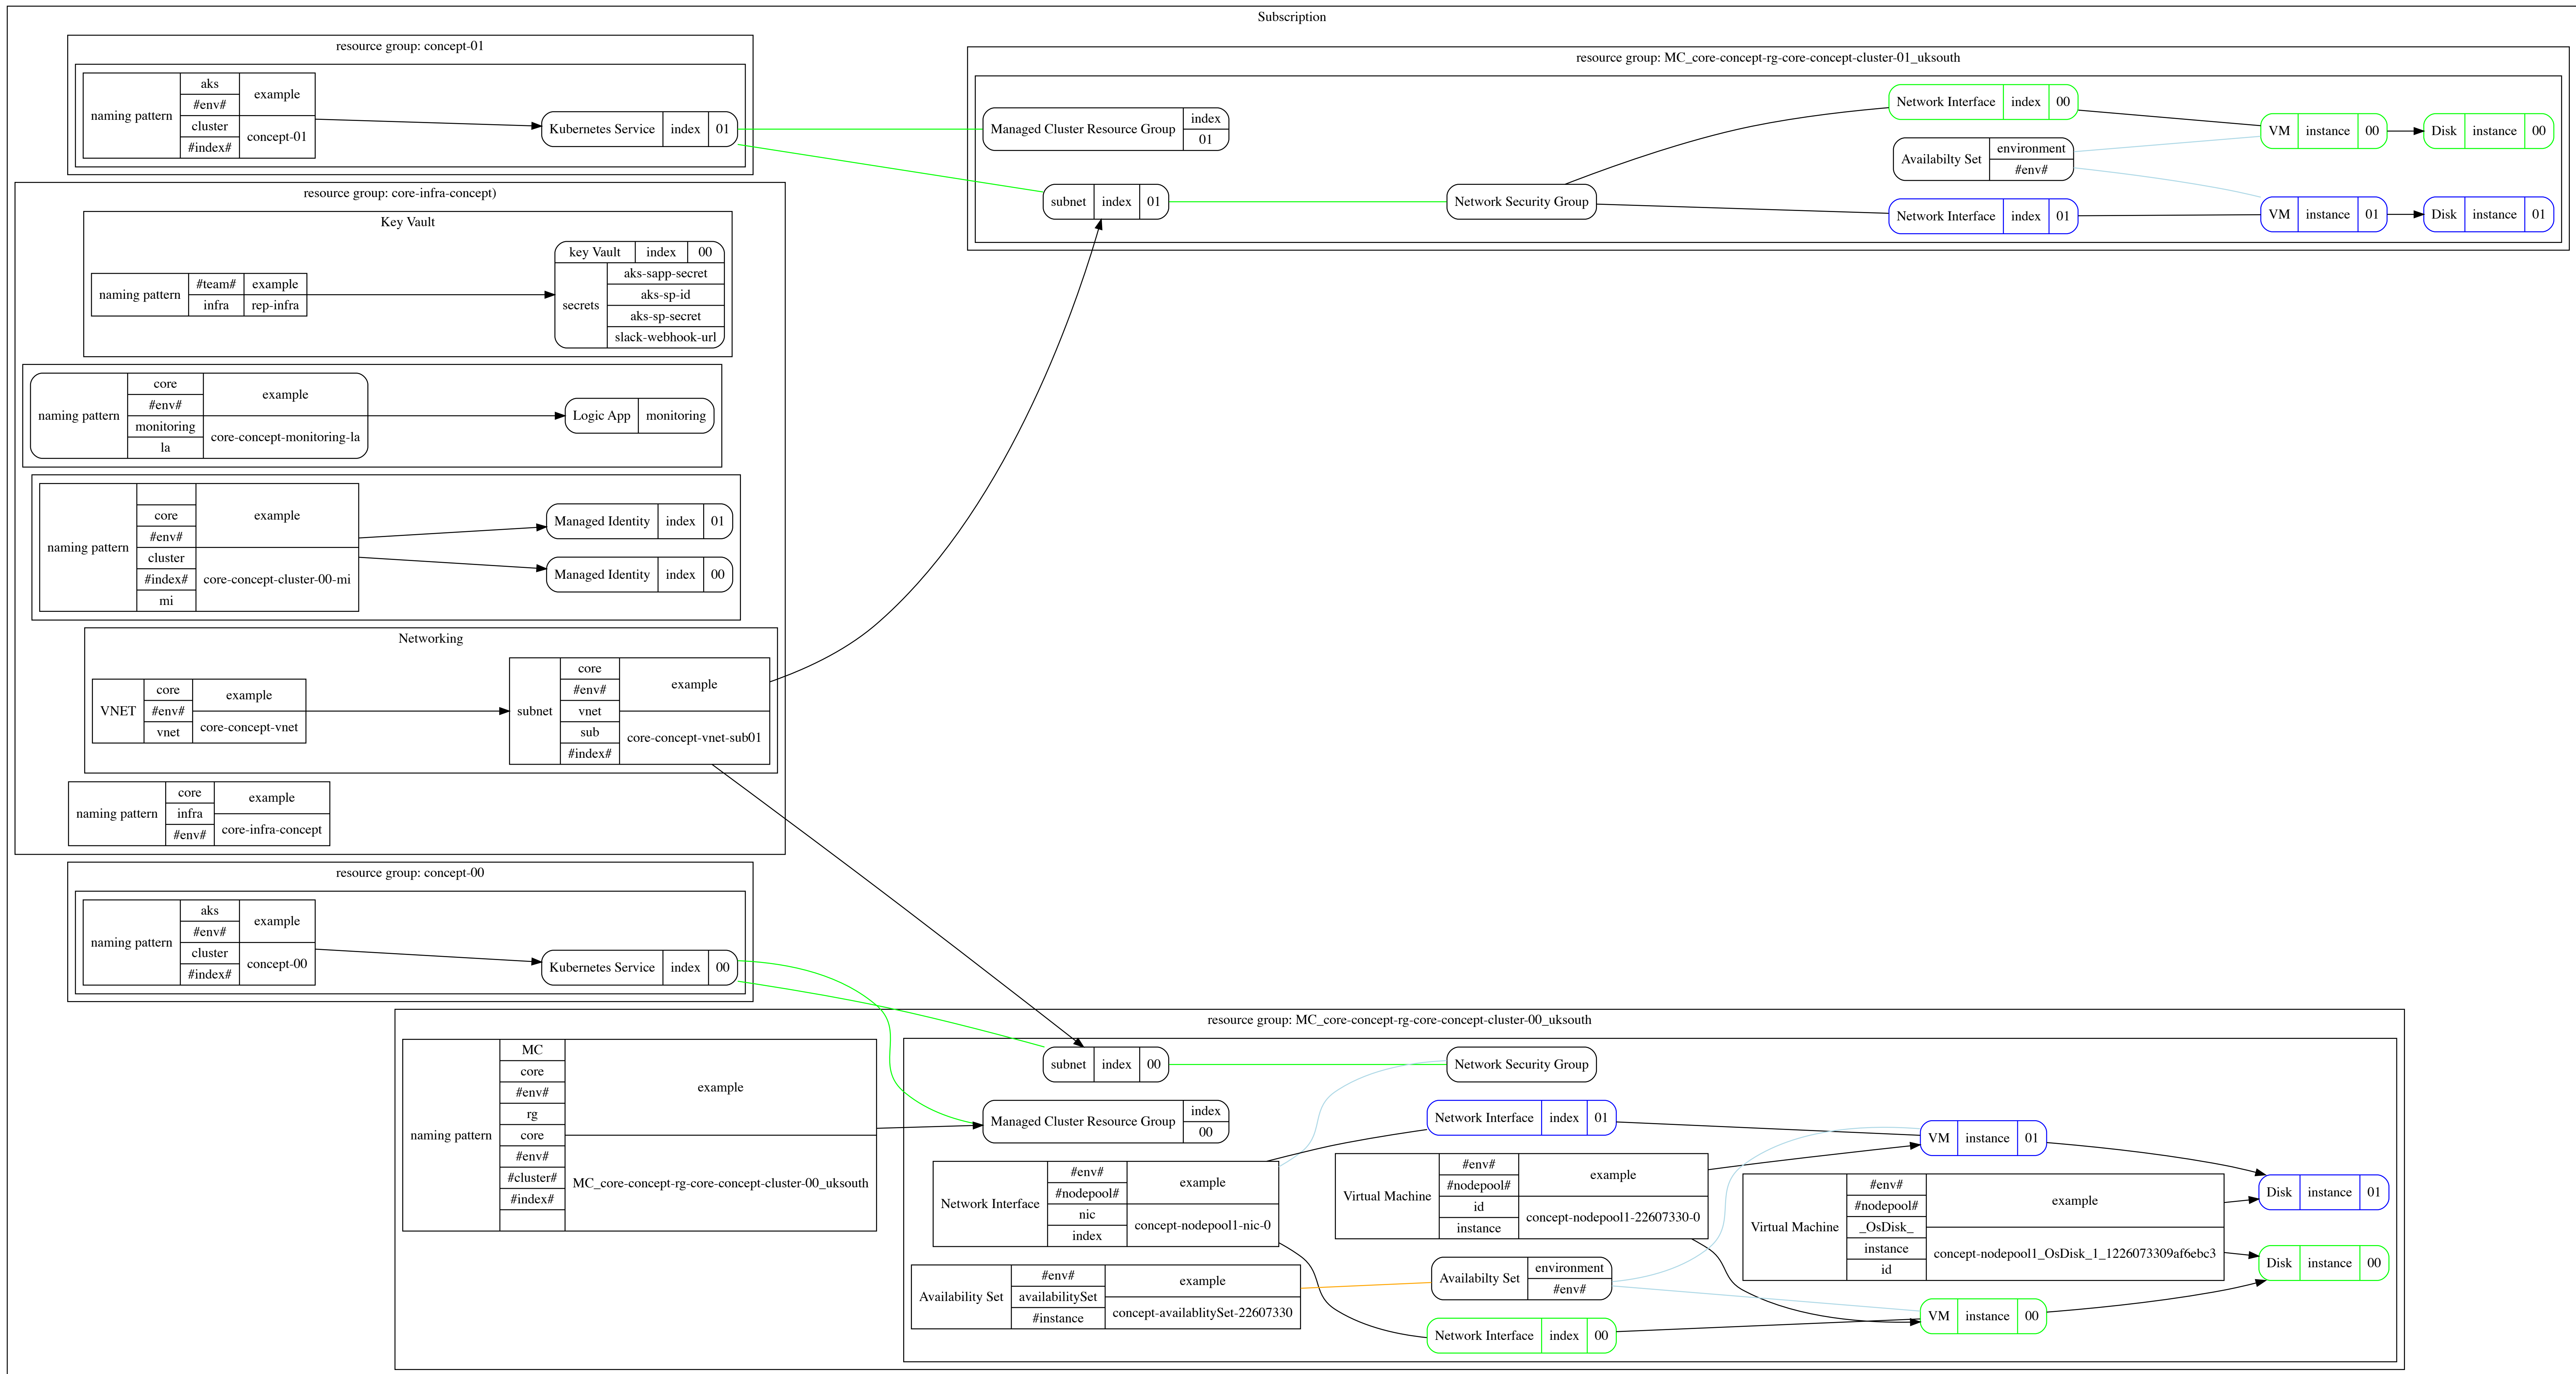 Subscription
resource group: concept-01
naming pattern
aks
#env#
cluster
#index#
example
concept-01
Kubernetes Service index 01
resource group: MC_core-concept-rg-core-concept-cluster-01_uksouth
Managed Cluster Resource Group
index
01
subnet index 01
Network Security Group
Network Interface index 00
Availabilty Set
environment
#env#
Network Interface index 01
VM instance 00
Disk instance 00
VM instance 01
Disk instance 01
resource group: core-infra-concept)
Key Vault
naming pattern
#team#
infra
example
rep-infra
key Vault index 00
secrets
aks-sapp-secret
aks-sp-id
aks-sp-secret
slack-webhook-url
naming pattern
core
#env#
monitoring
la
example
core-concept-monitoring-la
Logic App monitoring
naming pattern
core
#env#
cluster
#index#
mi
example
core-concept-cluster-00-mi
Managed Identity index 01
Managed Identity index 00
Networking
VNET
core
#env#
vnet
example
core-concept-vnet
subnet
core
#env#
vnet
sub
#index#
example
core-concept-vnet-sub01
naming pattern
core
infra
#env#
example
core-infra-concept
resource group: concept-00
naming pattern
aks
#env#
cluster
#index#
example
concept-00
Kubernetes Service index 00
resource group: MC_core-concept-rg-core-concept-cluster-00_uksouth
naming pattern
MC
core
#env#
rg
core
#env#
#cluster#
#index#
example
MC_core-concept-rg-core-concept-cluster-00_uksouth
subnet index 00
Network Security Group
Managed Cluster Resource Group
index
00
Network Interface
#env#
#nodepool#
nic
index
example
concept-nodepool1-nic-0
Availability Set
#env#
availabilitySet
#instance
example
concept-availablitySet-22607330
Network Interface index 01
Virtual Machine
#env#
#nodepool#
id
instance
example
concept-nodepool1-22607330-0
Availabilty Set
environment
#env#
Network Interface index 00
VM instance 01
Virtual Machine
#env#
#nodepool#
_OsDisk_
instance
id
example
concept-nodepool1_OsDisk_1_1226073309af6ebc3
VM instance 00
Disk instance 01
Disk instance 00